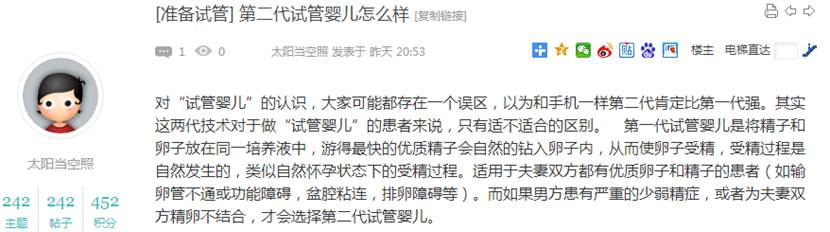 [准备试管] 第二代试管婴儿怎么样 [复制链接]
1 0 太阳当空照 发表于 昨天 20:53 楼主 电梯直达
对“试管婴儿”的认识，大家可能都存在一个误区，以为和手机一样第二代肯定比第一代强。其实
这两代技术对于做“试管婴儿”的患者来说，只有适不适合的区别。 第一代试管婴儿是将精子和
卵子放在同一培养液中，游得最快的优质精子会自然的钻入卵子内，从而使卵子受精，受精过程是
自然发生的，类似自然怀孕状态下的受精过程。适用于夫妻双方都有优质卵子和精子的患者（如输
卵管不通或功能障碍，盆腔粘连，排卵障碍等）。而如果男方患有严重的少弱精症，或者为夫妻双
方精卵不结合，才会选择第二代试管婴儿。
太阳当空照
242 242 452
主题 帖子 积分